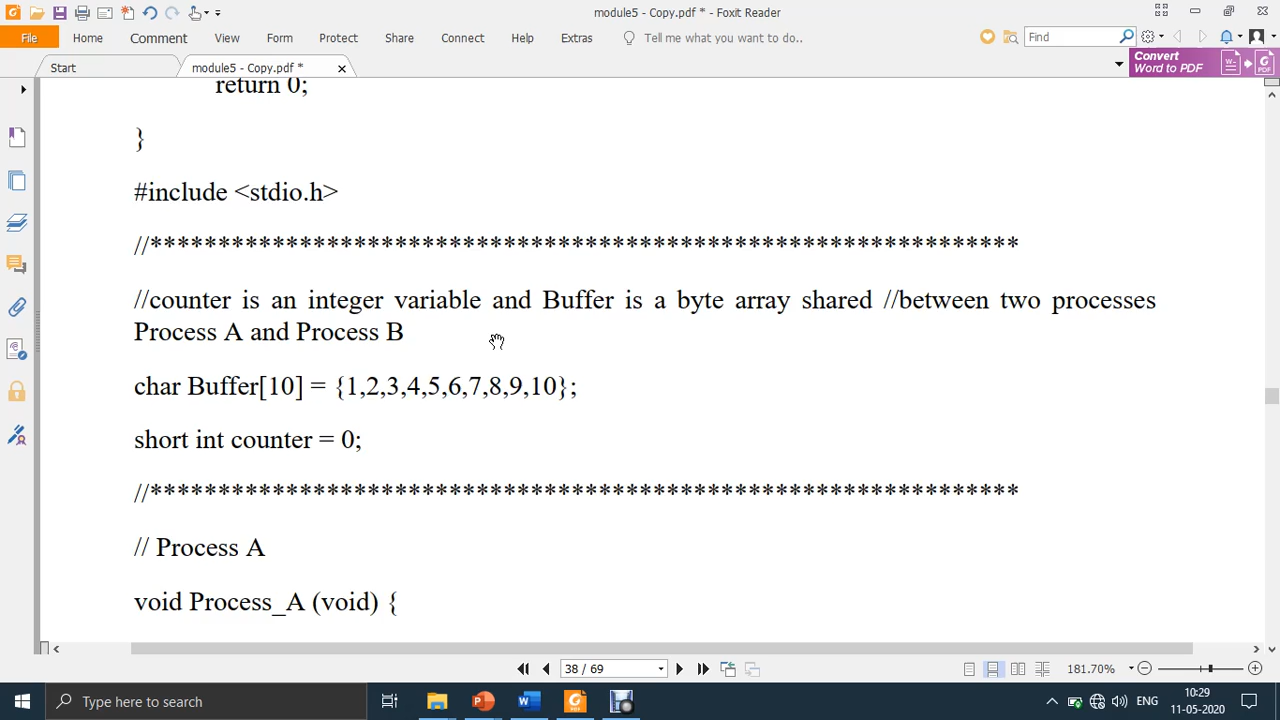 module5 - Copy.pdf * - Foxit Reader
File Home Comment View Form Protect Share Connect Help Extras Tell me what you want to do.. Find
Start module5 - Copy.pdf *
Convert
Word to PDF
return 0;
}
#include <stdio.h>
//****************************************************************
//counter is an integer variable and Buffer is a byte array shared //between two processes
Process A and Process B
char Buffer[10] = {1,2,3,4,5,6,7,8,9,10};
short int counter = 0;
//****************************************************************
// Process A
void Process_A (void) {
38 / 69 181.70%
Type here to search ENG 10:29
11-05-2020